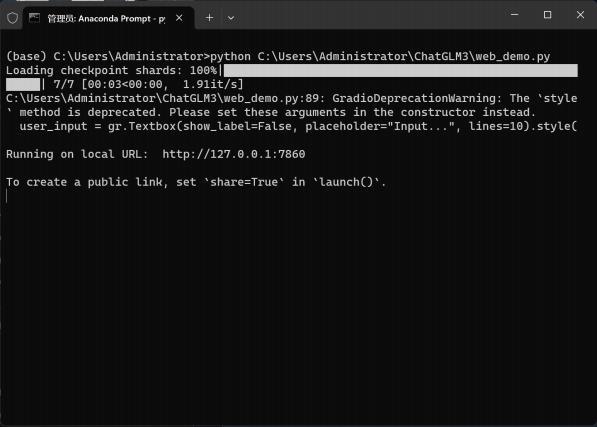 管理员: Anaconda Prompt - py
(base) C:\Users\Administrator>python C:\Users\Administrator\ChatGLM3\web_demo.py
Loading checkpoint shards: 100%|
| 7/7 [00:03<00:00,  1.91it/s]
C:\Users\Administrator\ChatGLM3\web_demo.py:89: GradioDeprecationWarning: The `style
` method is deprecated. Please set these arguments in the constructor instead.
  user_input = gr.Textbox(show_label=False, placeholder="Input...", lines=10).style(
Running on local URL:  http://127.0.0.1:7860
To create a public link, set `share=True` in `launch()`.